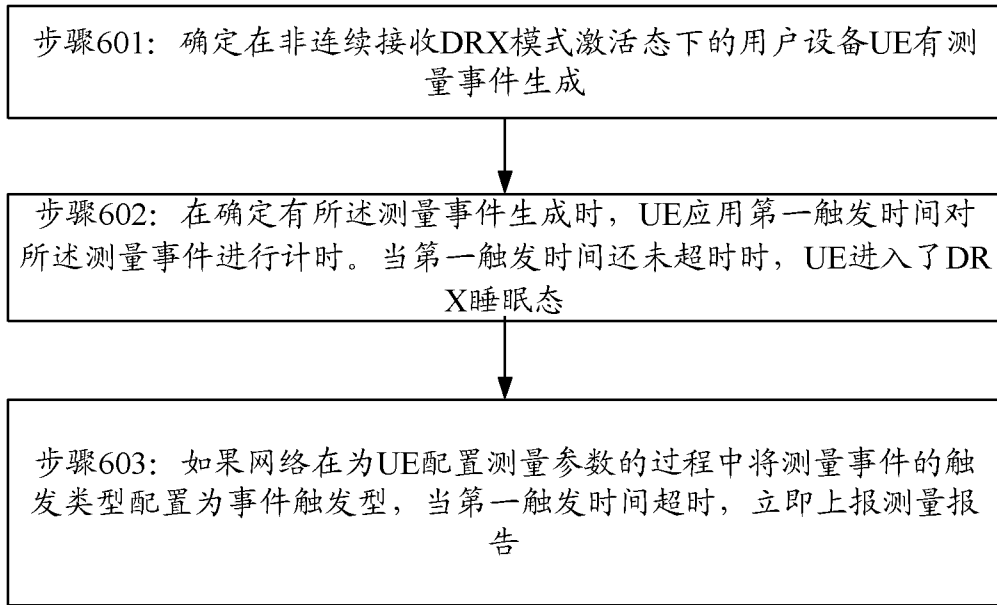 步骤601：确定在非连续接收DRX模式激活态下的用户设备UE有测
量事件生成
步骤602：在确定有所述测量事件生成时，UE应用第一触发时间对
所述测量事件进行计时。当第一触发时间还未超时时，UE进入了DR
X睡眠态
步骤603：如果网络在为UE配置测量参数的过程中将测量事件的触
发类型配置为事件触发型，当第一触发时间超时，立即上报测量报
告